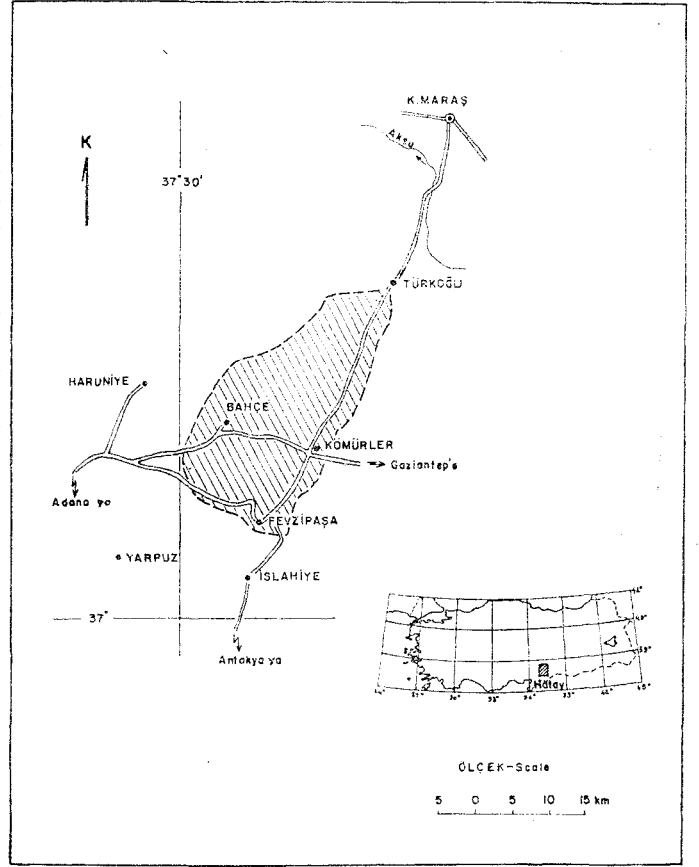 K. MARAŞ
Aksu
K
37° 30'
TÜRKOĞLU
HARUNİYE
BAHÇE
KÖMÜRLER
Gaziantep'e
Adana ya
FEVZİPAŞA
YARPUZ
İSLAHİYE
37°
Antakya ya
Hatay
ÖLÇEK-Scale
5 0 5 10 15 km